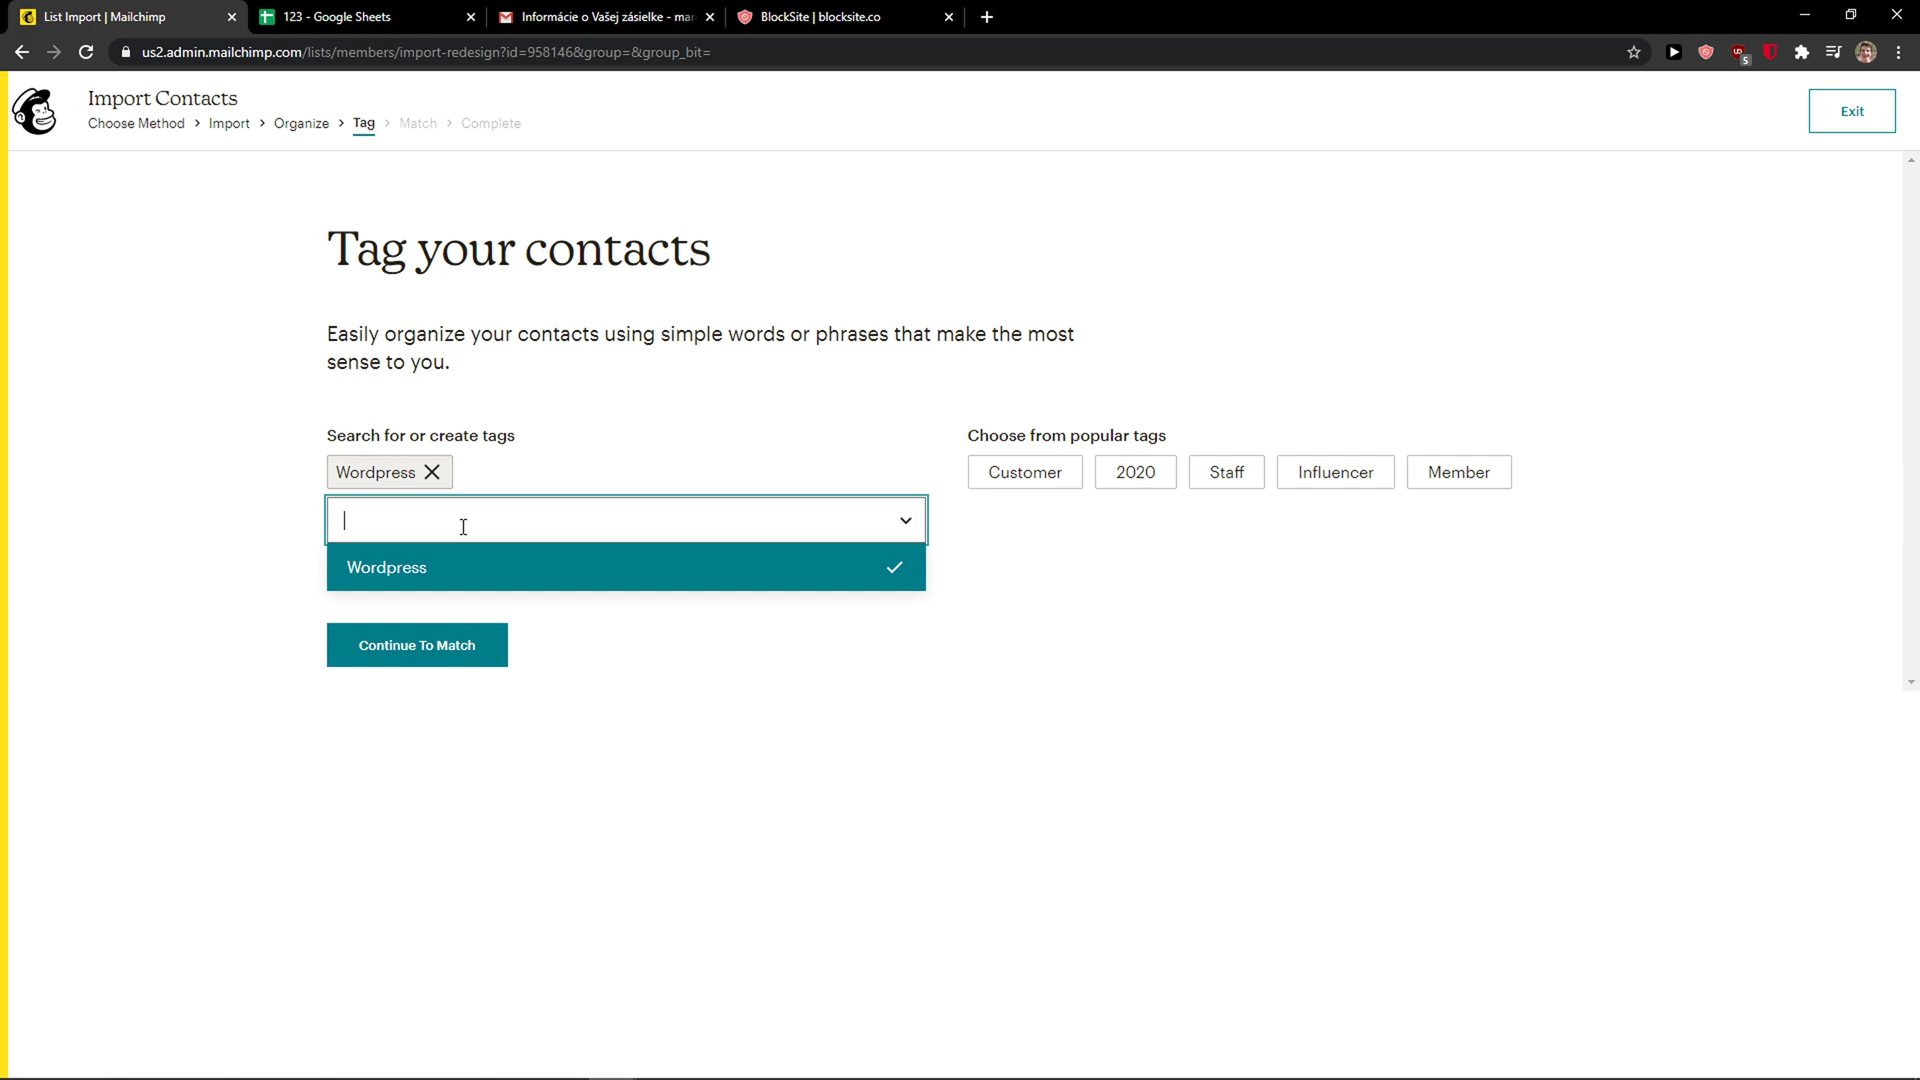 List Import | Mailchimp
123 - Google Sheets
Informácie o Vašej zásielke - mar
BlockSite | blocksite.co
us2.admin.mailchimp.com/lists/members/import-redesign?id=958146&group=&group_bit=
5
Import Contacts
Choose Method > Import > Organize > Tag > Match > Complete
Exit
Tag your contacts
Easily organize your contacts using simple words or phrases that make the most
sense to you.
Search for or create tags
Choose from popular tags
Wordpress
Customer
2020
Staff
Influencer
Member
Wordpress
Continue To Match